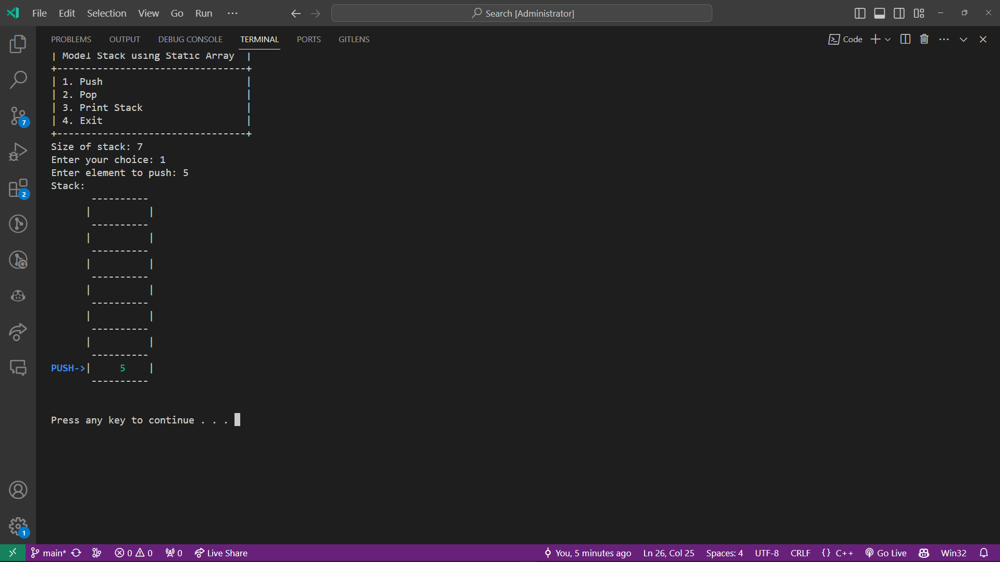 File Edit Selection View Go Run ···
Search [Administrator]
PROBLEMS OUTPUT DEBUG CONSOLE TERMINAL PORTS GITLENS
Code
| Model Stack using Static Array |
+---------------------------------+
| 1. Push |
| 2. Pop |
| 3. Print Stack |
| 4. Exit |
+---------------------------------+
Size of stack: 7
Enter your choice: 1
Enter element to push: 5
Stack:
----------
| |
----------
| |
----------
| |
----------
| |
----------
| |
----------
| |
----------
PUSH->| 5 |
----------
Press any key to continue . . .
7
2
1
main* 0 0 0 Live Share You, 5 minutes ago Ln 26, Col 25 Spaces: 4 UTF-8 CRLF {} C++ Go Live Win32